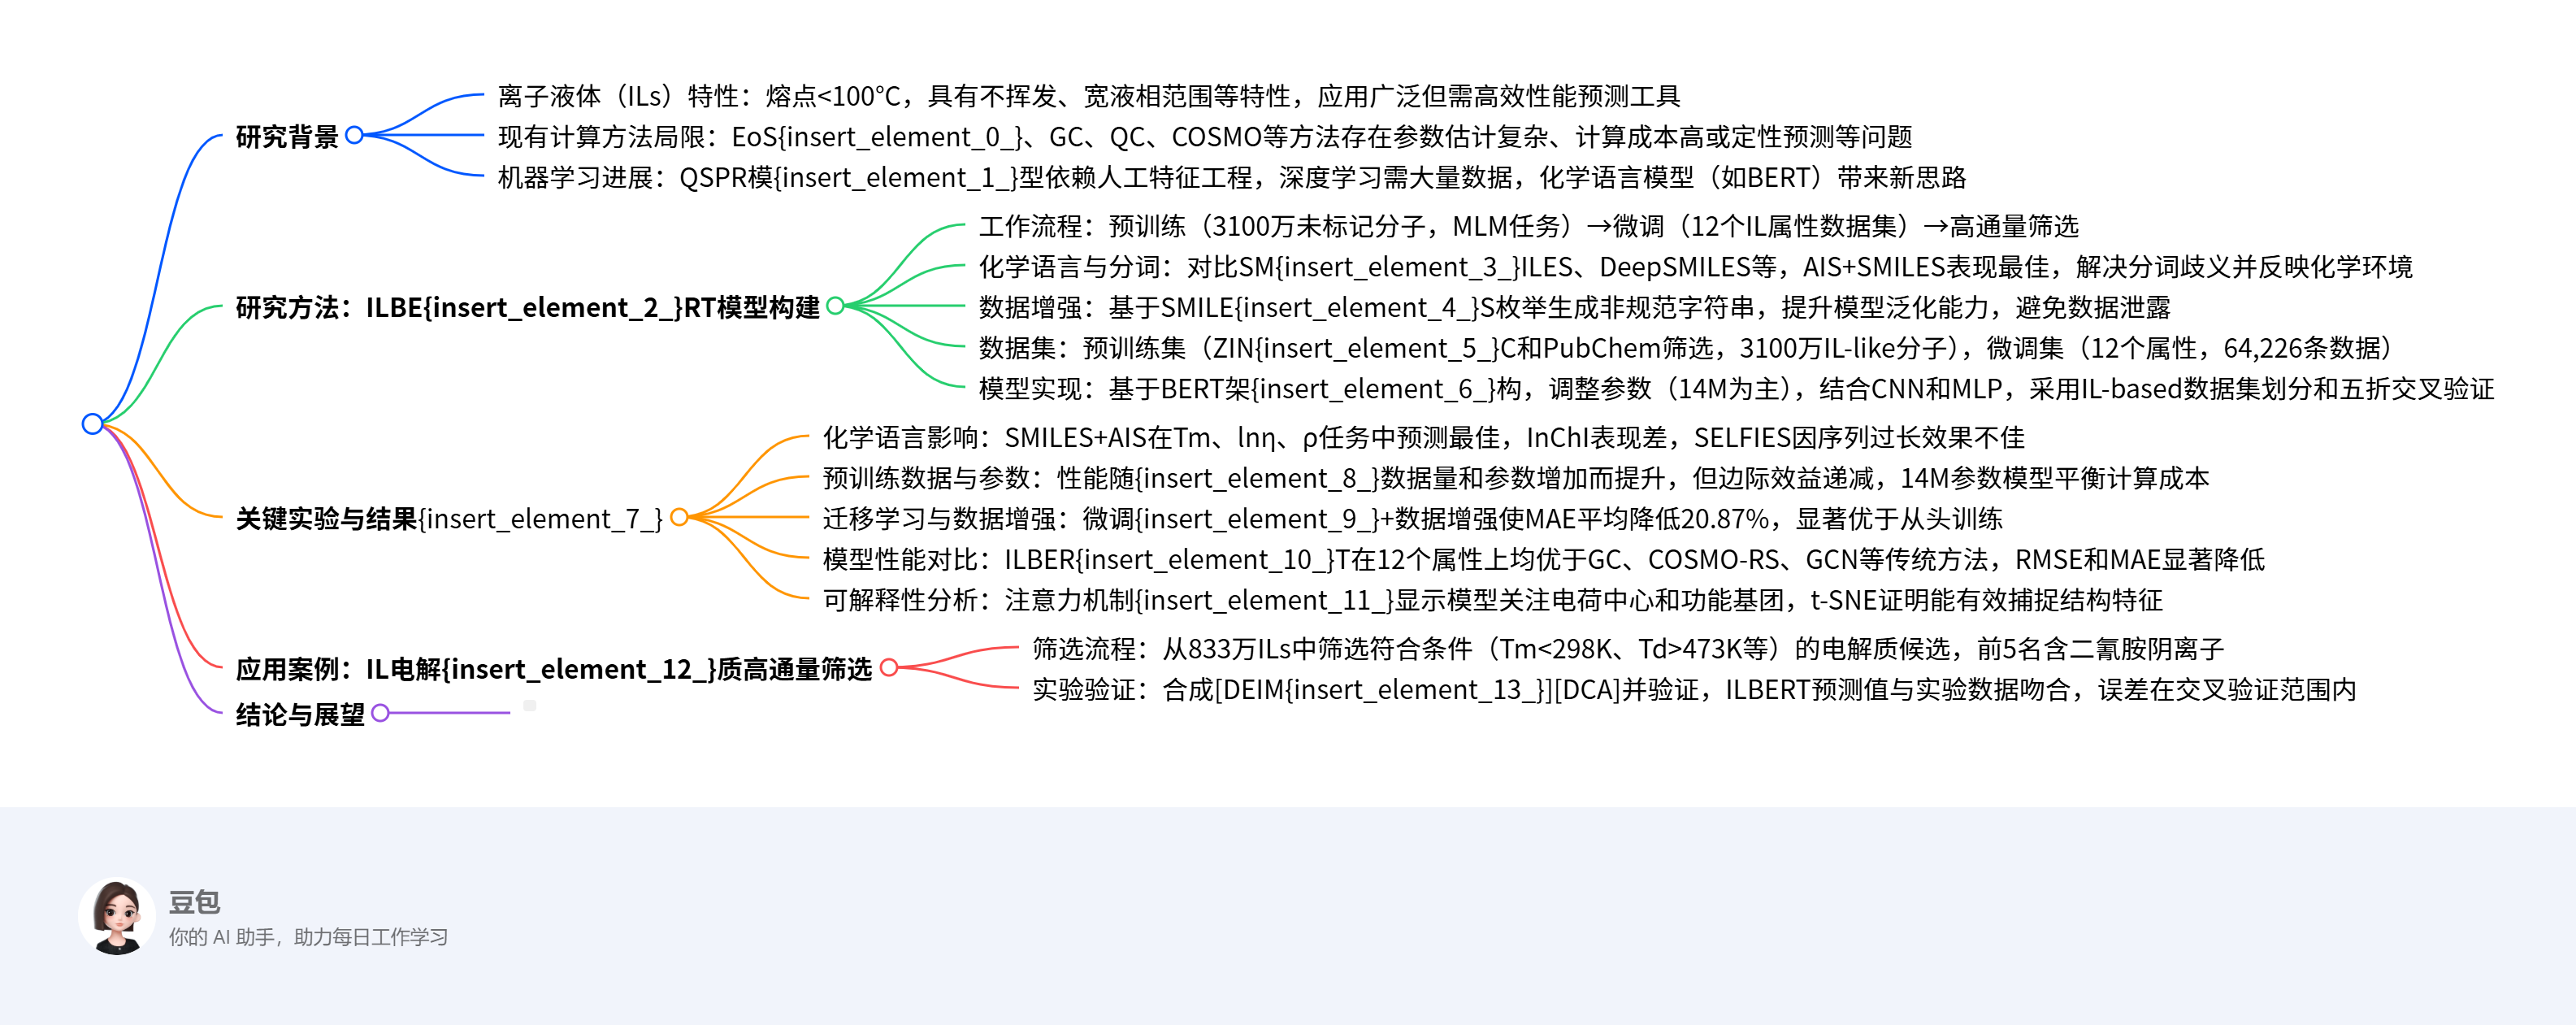 研究背景
离子液体（ILs）特性：熔点<100℃，具有不挥发、宽液相范围等特性，应用广泛但需高效性能预测工具
现有计算方法局限：EoS{insert_element_0_}、GC、QC、COSMO等方法存在参数估计复杂、计算成本高或定性预测等问题
机器学习进展：QSPR模{insert_element_1_}型依赖人工特征工程，深度学习需大量数据，化学语言模型（如BERT）带来新思路
研究方法：ILBE{insert_element_2_}RT模型构建
工作流程：预训练（3100万未标记分子，MLM任务）→微调（12个IL属性数据集）→高通量筛选
化学语言与分词：对比SM{insert_element_3_}ILES、DeepSMILES等，AIS+SMILES表现最佳，解决分词歧义并反映化学环境
数据增强：基于SMILE{insert_element_4_}S枚举生成非规范字符串，提升模型泛化能力，避免数据泄露
数据集：预训练集（ZIN{insert_element_5_}C和PubChem筛选，3100万IL-like分子），微调集（12个属性，64,226条数据）
模型实现：基于BERT架{insert_element_6_}构，调整参数（14M为主），结合CNN和MLP，采用IL-based数据集划分和五折交叉验证
关键实验与结果{insert_element_7_}
化学语言影响：SMILES+AIS在Tm、lnη、ρ任务中预测最佳，InChI表现差，SELFIES因序列过长效果不佳
预训练数据与参数：性能随{insert_element_8_}数据量和参数增加而提升，但边际效益递减，14M参数模型平衡计算成本
迁移学习与数据增强：微调{insert_element_9_}+数据增强使MAE平均降低20.87%，显著优于从头训练
模型性能对比：ILBER{insert_element_10_}T在12个属性上均优于GC、COSMO-RS、GCN等传统方法，RMSE和MAE显著降低
可解释性分析：注意力机制{insert_element_11_}显示模型关注电荷中心和功能基团，t-SNE证明能有效捕捉结构特征
应用案例：IL电解{insert_element_12_}质高通量筛选
筛选流程：从833万ILs中筛选符合条件（Tm<298K、Td>473K等）的电解质候选，前5名含二氰胺阴离子
实验验证：合成[DEIM{insert_element_13_}][DCA]并验证，ILBERT预测值与实验数据吻合，误差在交叉验证范围内
结论与展望
豆包
你的 AI 助手，助力每日工作学习